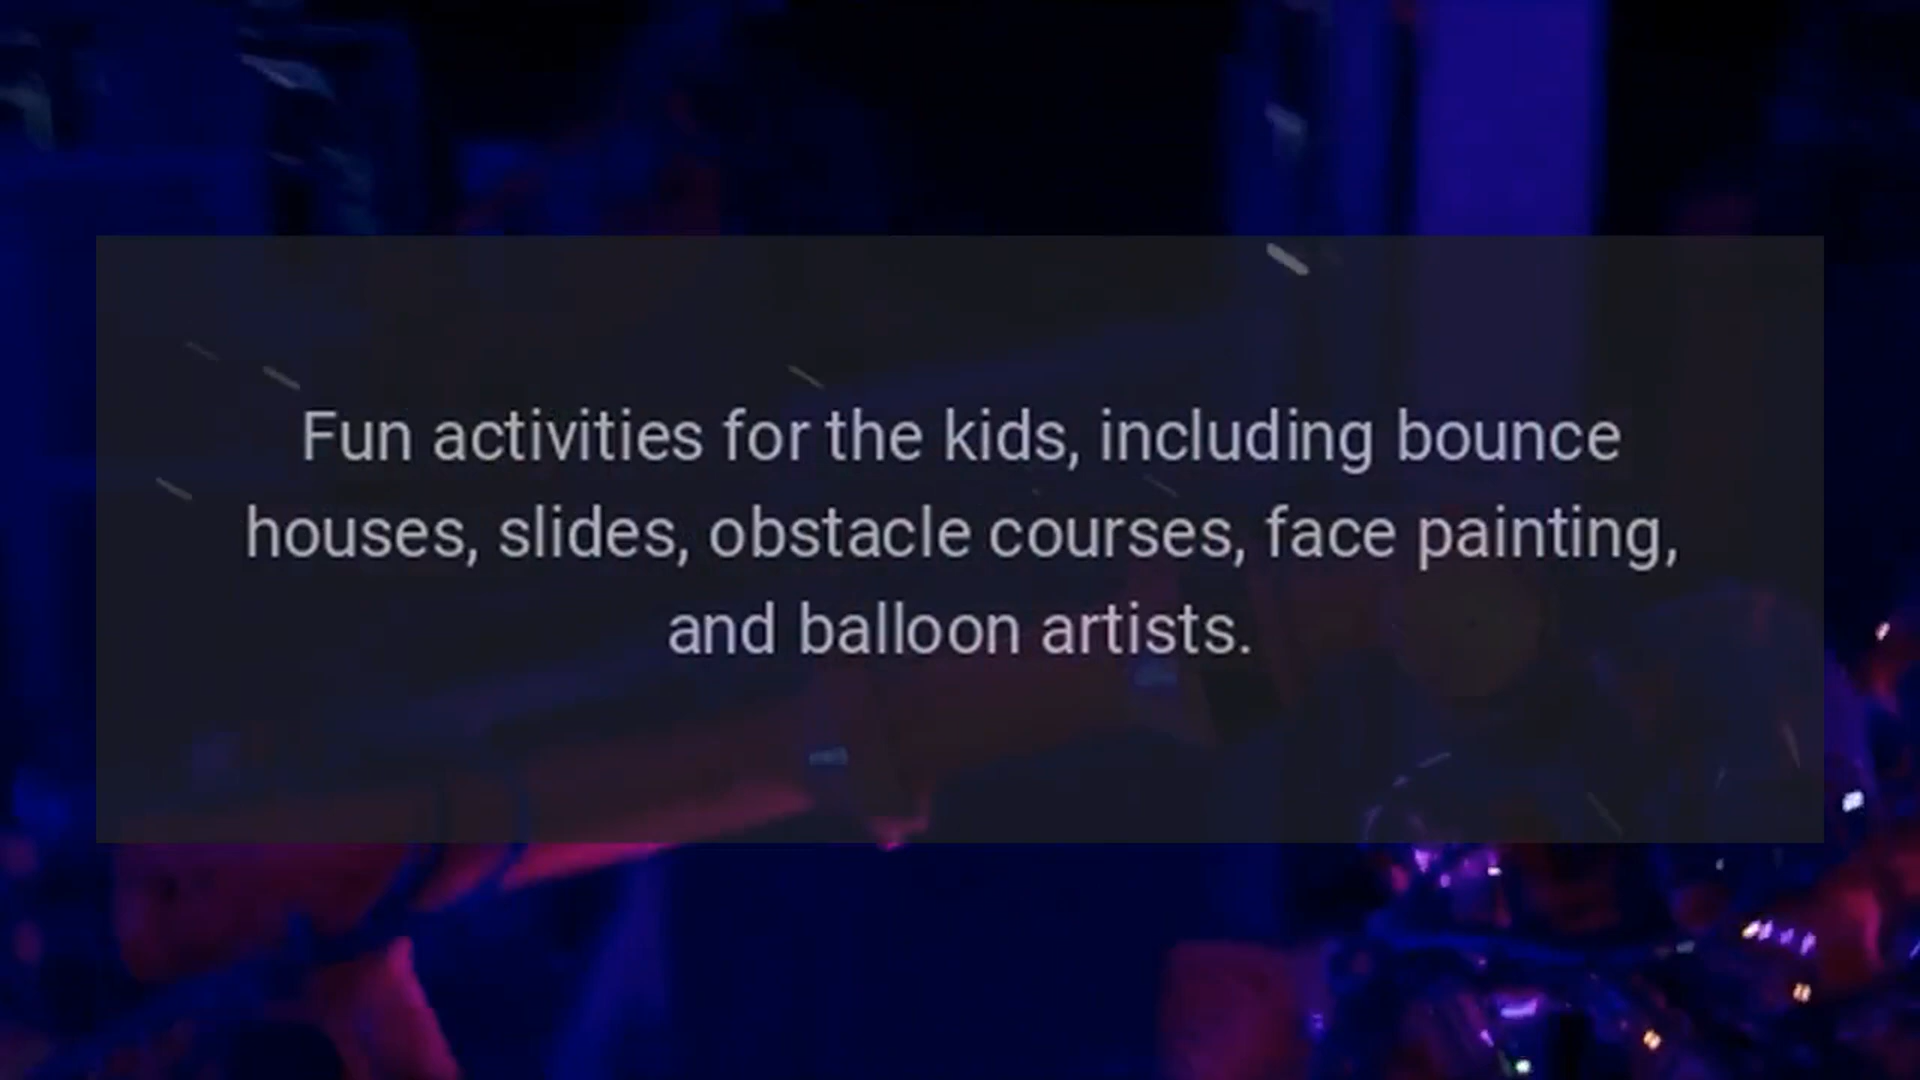 Fun activities for the kids, including bounce
houses, slides, obstacle courses, face painting,
and balloon artists.